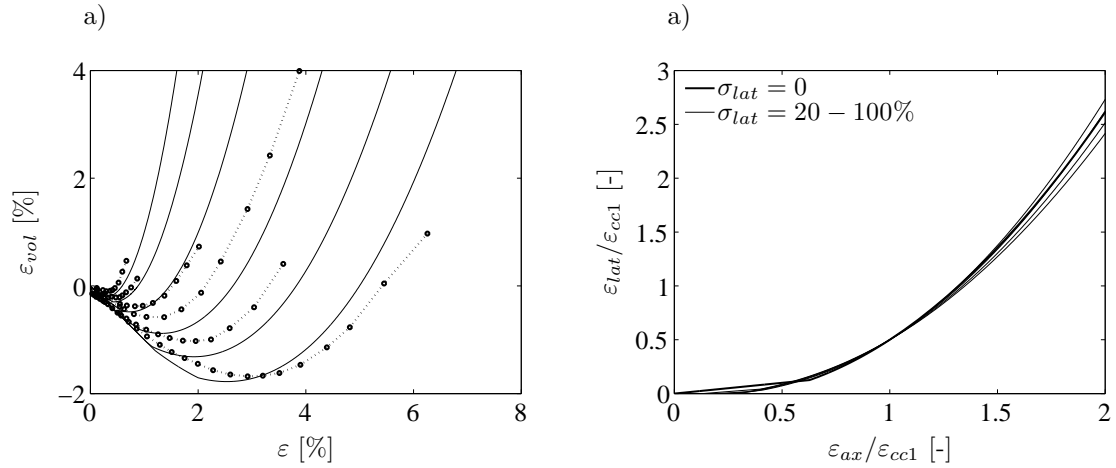 a)
4
2
0
−2
0 2 4 6 8
ε_vol [%]
ε [%]
a)
3
2.5
2
1.5
1
0.5
0
0 0.5 1 1.5 2
ε_lat/ε_cc1 [-]
ε_ax/ε_cc1 [-]
σ_lat = 0
σ_lat = 20 − 100%